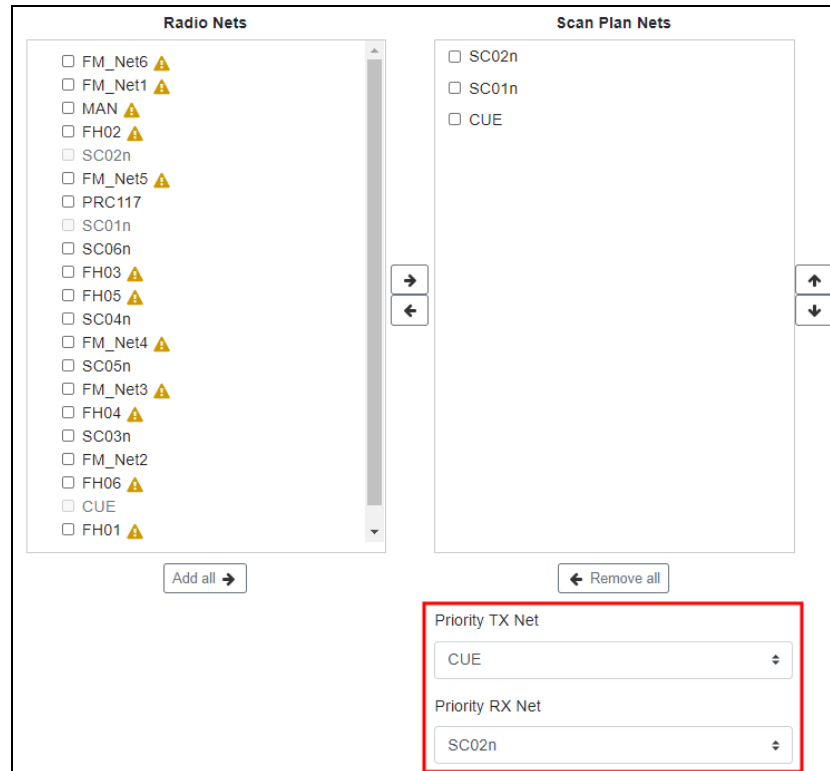 Radio Nets
FM_Net6
FM_Net1
MAN
FH02
SC02n
FM_Net5
PRC117
SC01n
SC06n
FH03
FH05
SC04n
FM_Net4
SC05n
FM_Net3
FH04
SC03n
FM_Net2
FH06
CUE
FH01
Add all
Scan Plan Nets
SC02n
SC01n
CUE
Remove all
Priority TX Net
CUE
Priority RX Net
SC02n